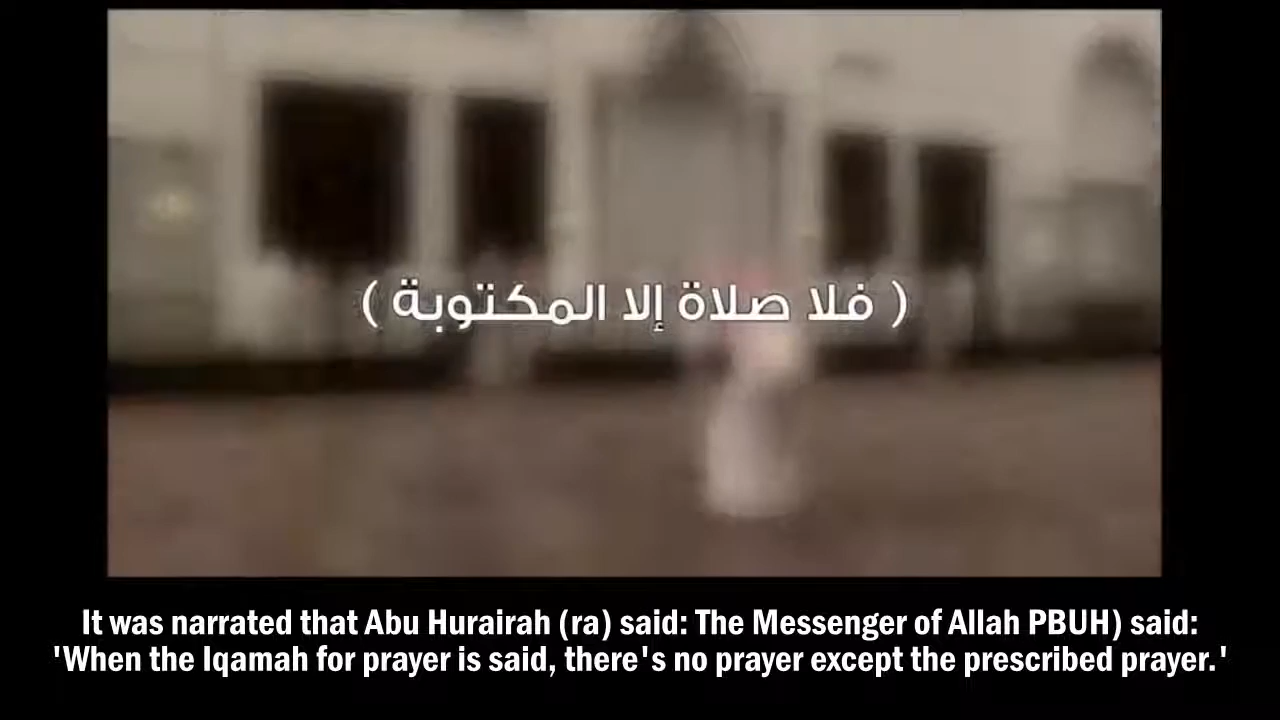 ( فلا صلاة إلا المكتوبة )
It was narrated that Abu Hurairah (ra) said: The Messenger of Allah PBUH) said:
'When the Iqamah for prayer is said, there's no prayer except the prescribed prayer.'